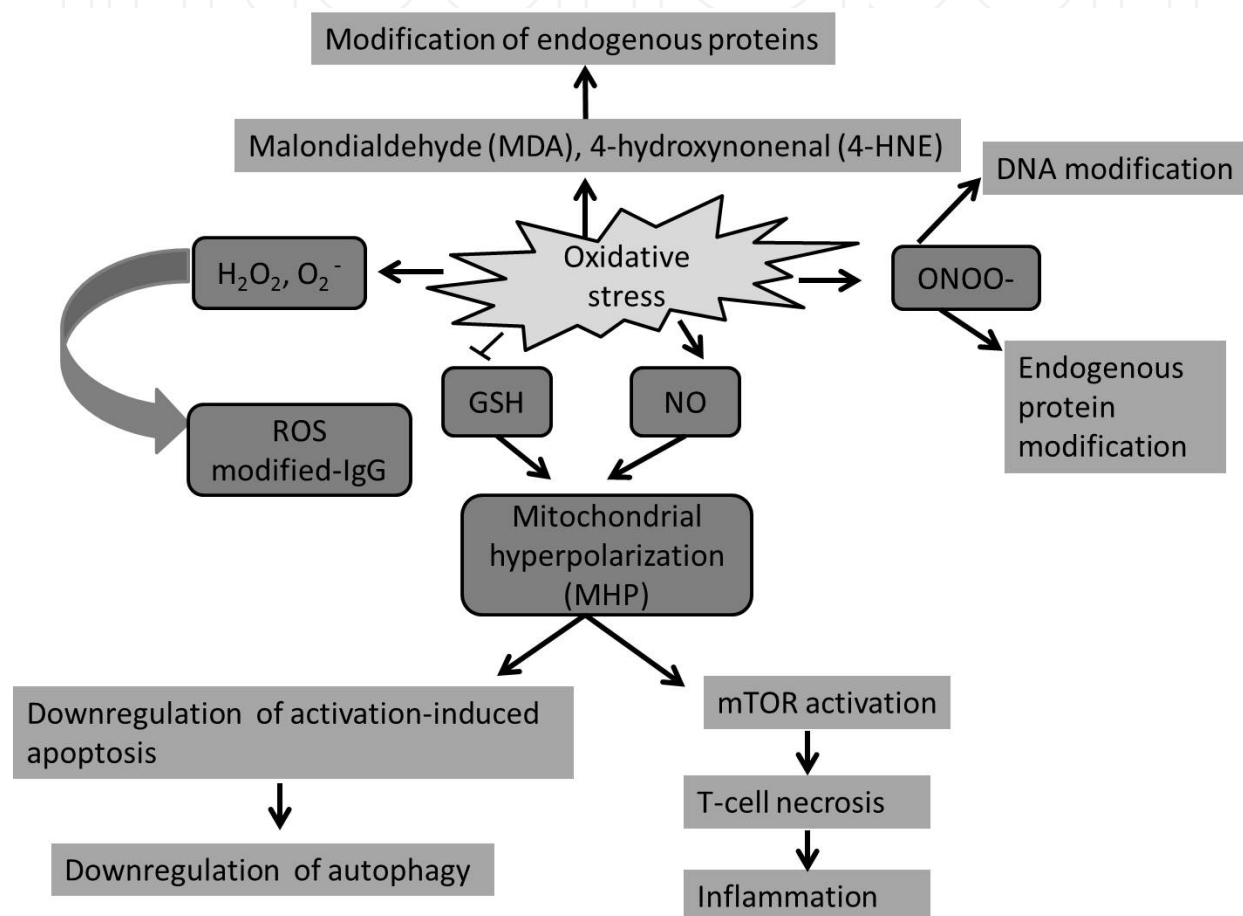 Modification of endogenous proteins
Malondialdehyde (MDA), 4-hydroxynonenal (4-HNE)
DNA modification
Oxidative
stress
H₂O₂, O₂⁻
ONOO-
GSH
NO
Endogenous
protein
modification
ROS
modified-IgG
Mitochondrial
hyperpolarization
(MHP)
Downregulation of activation-induced
apoptosis
mTOR activation
T-cell necrosis
Downregulation of autophagy
Inflammation